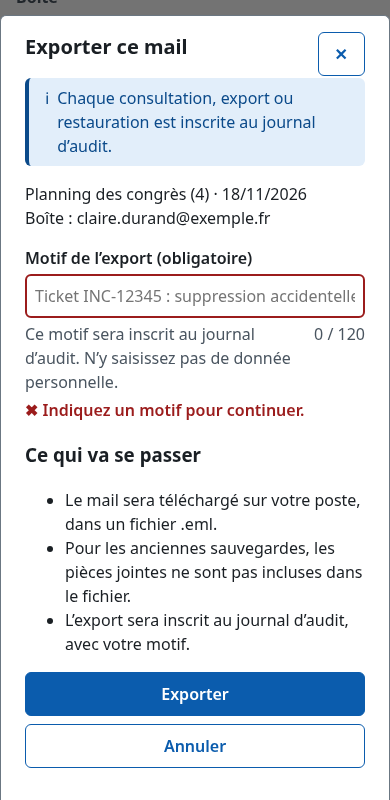 Exporter ce mail
×
i Chaque consultation, export ou
restauration est inscrite au journal
d’audit.
Planning des congrès (4) · 18/11/2026
Boîte : claire.durand@exemple.fr
Motif de l’export (obligatoire)
Ticket INC-12345 : suppression accidentelle
Ce motif sera inscrit au journal
d’audit. N’y saisissez pas de donnée
personnelle.
0 / 120
✖ Indiquez un motif pour continuer.
Ce qui va se passer
• Le mail sera téléchargé sur votre poste,
dans un fichier .eml.
• Pour les anciennes sauvegardes, les
pièces jointes ne sont pas incluses dans
le fichier.
• L’export sera inscrit au journal d’audit,
avec votre motif.
Exporter
Annuler